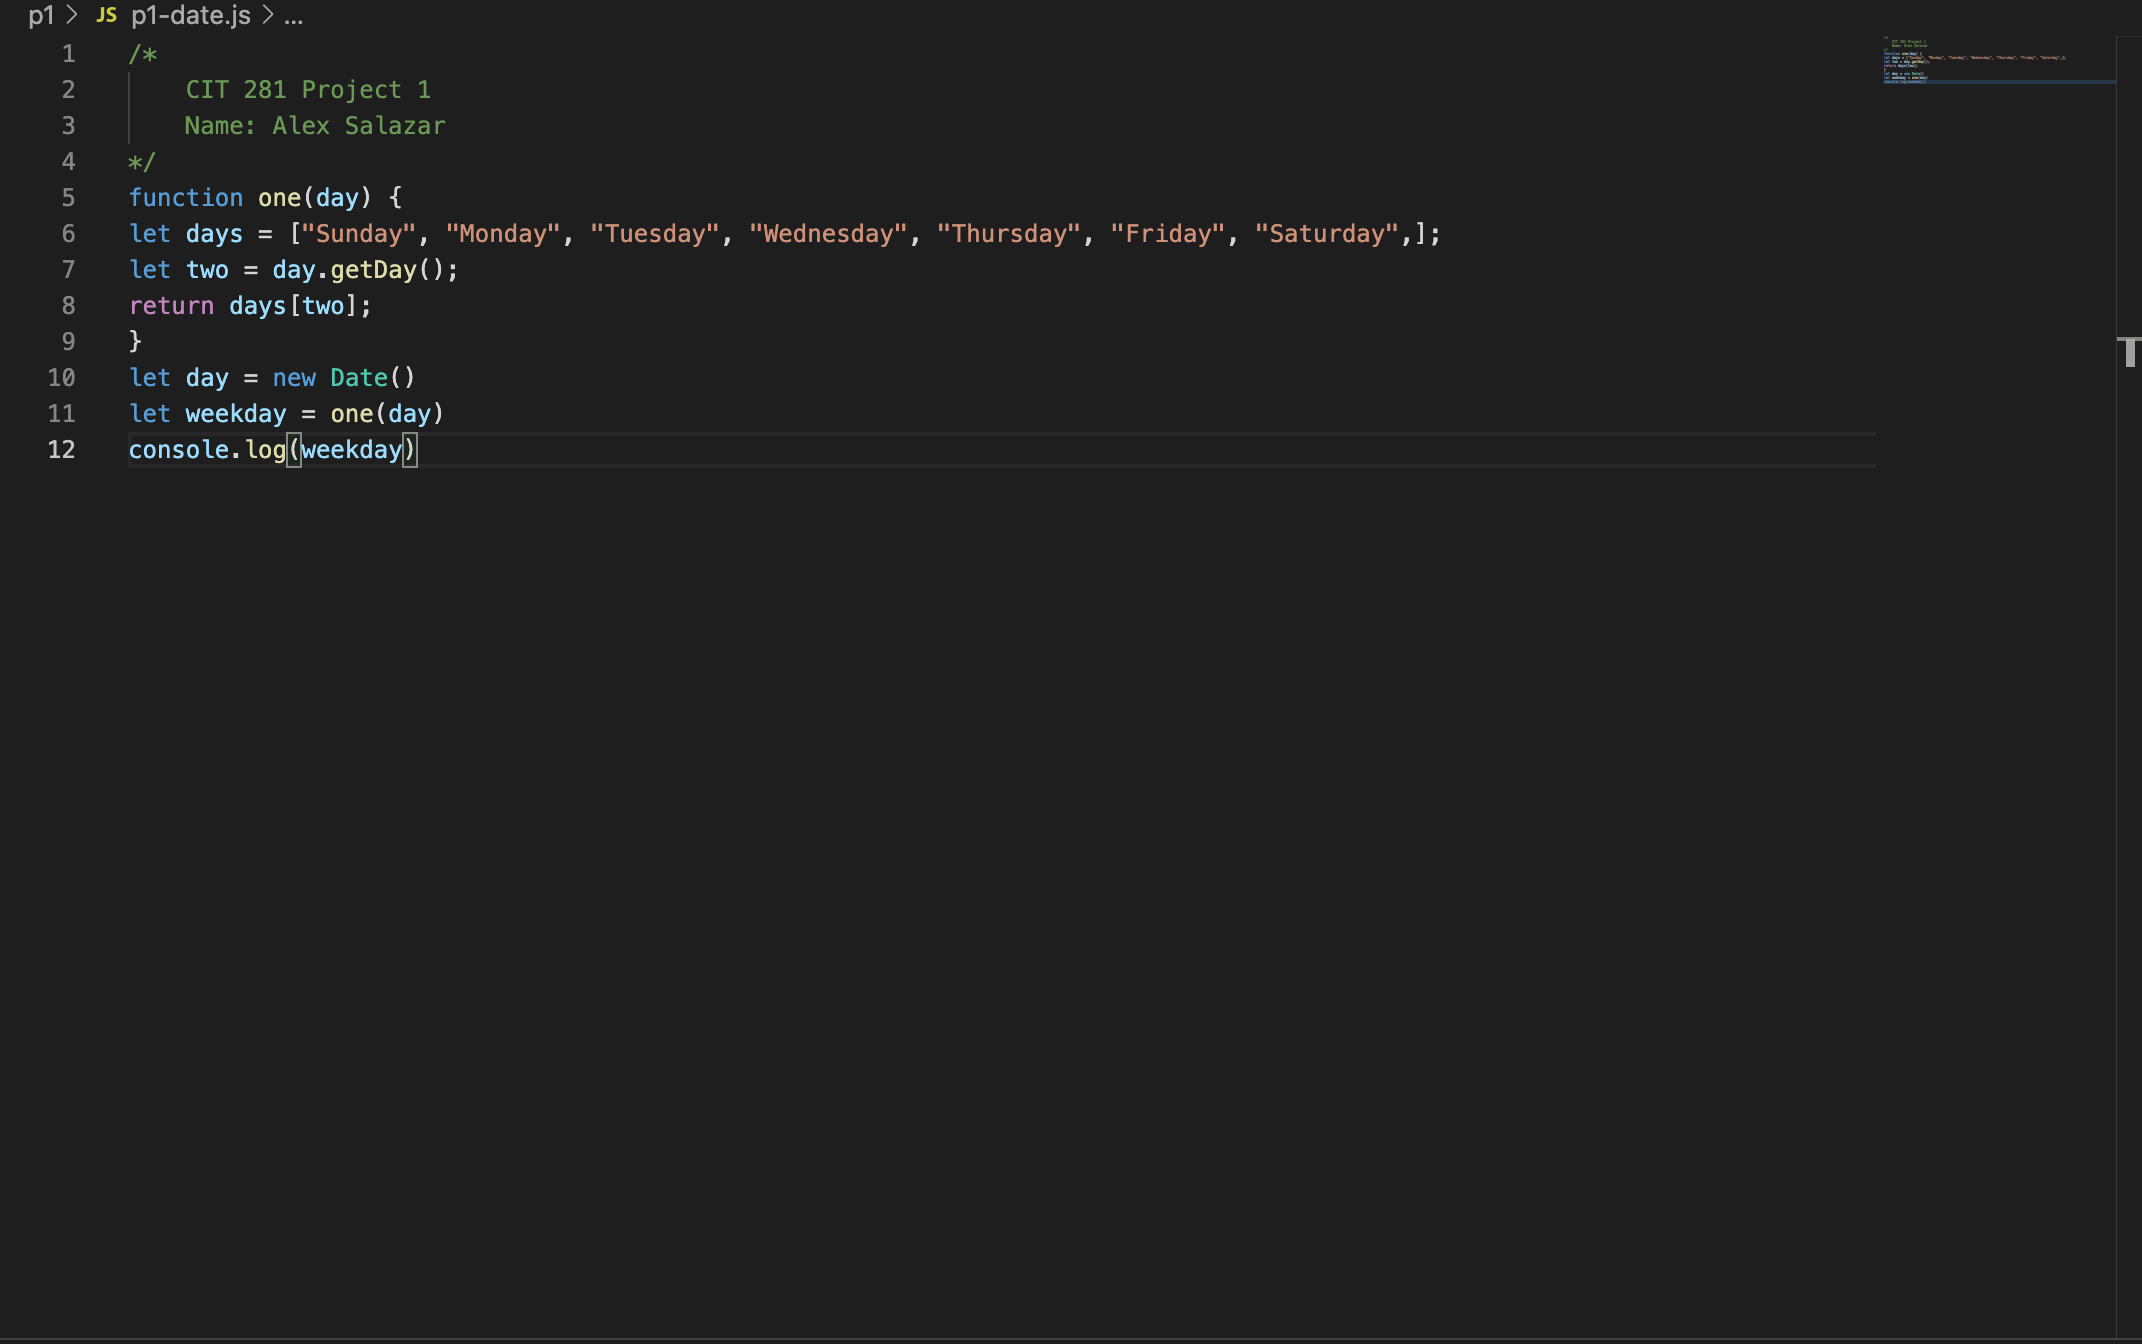 p1 > JS p1-date.js > ...
1 /*
2     CIT 281 Project 1
3     Name: Alex Salazar
4 */
5 function one(day) {
6 let days = ["Sunday", "Monday", "Tuesday", "Wednesday", "Thursday", "Friday", "Saturday",];
7 let two = day.getDay();
8 return days[two];
9 }
10 let day = new Date()
11 let weekday = one(day)
12 console.log(weekday)